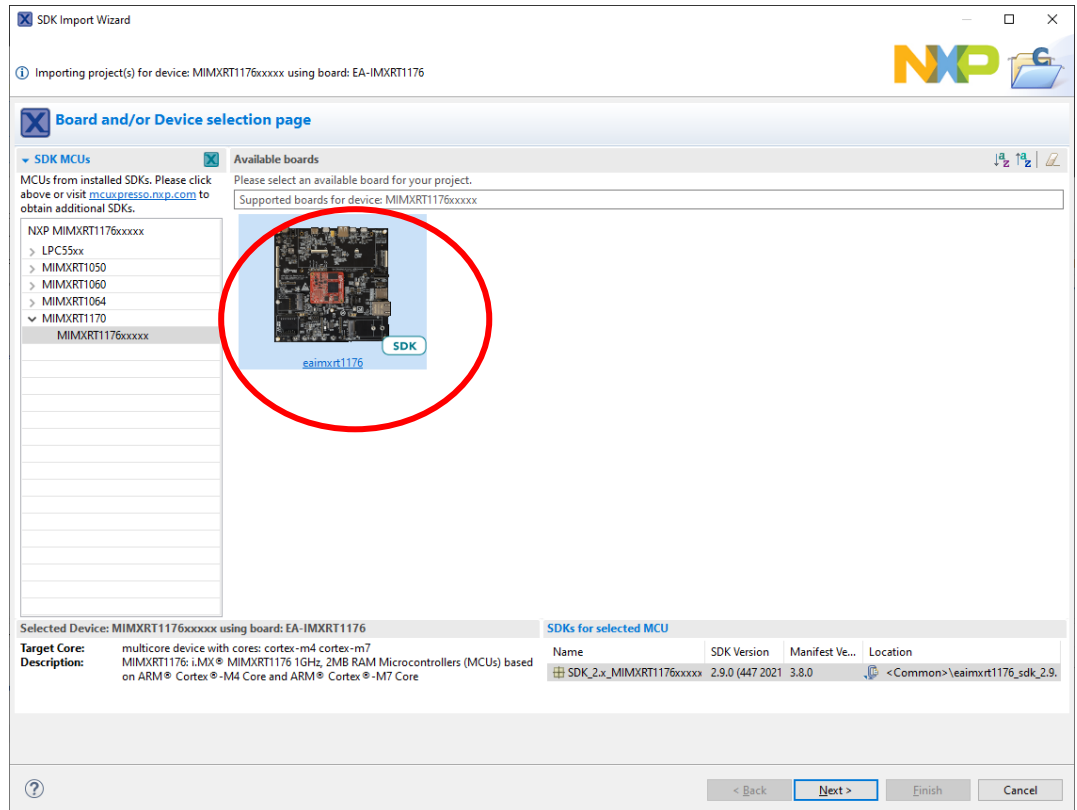 SDK Import Wizard
Importing project(s) for device: MIMXRT1176xxxxx using board: EA-IMXRT1176
NXP
Board and/or Device selection page
SDK MCUs
MCUs from installed SDKs. Please click
above or visit mcuxpresso.nxp.com to
obtain additional SDKs.
NXP MIMXRT1176xxxxx
LPC55xx
MIMXRT1050
MIMXRT1060
MIMXRT1064
MIMXRT1170
MIMXRT1176xxxxx
Available boards
Please select an available board for your project.
Supported boards for device: MIMXRT1176xxxxx
SDK
eaimxrt1176
Selected Device: MIMXRT1176xxxxx using board: EA-IMXRT1176
Target Core: multicore device with cores: cortex-m4 cortex-m7
Description: MIMXRT1176: i.MX® MIMXRT1176 1GHz, 2MB RAM Microcontrollers (MCUs) based
on ARM® Cortex®-M4 Core and ARM® Cortex®-M7 Core
SDKs for selected MCU
Name SDK Version Manifest Ve... Location
SDK_2.x_MIMXRT1176xxxxx 2.9.0 (447 2021 3.8.0 <Common>\eaimxrt1176_sdk_2.9.
< Back Next > Finish Cancel